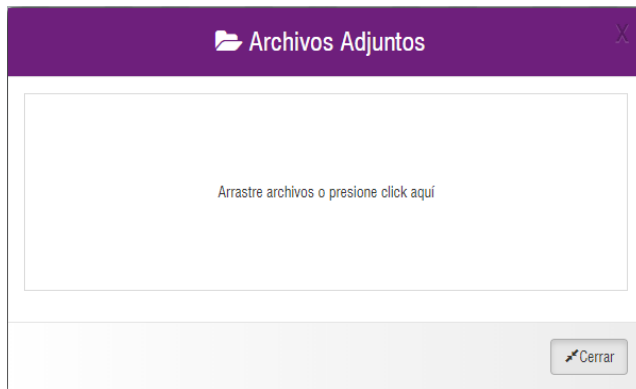 Archivos Adjuntos
X
Arrastre archivos o presione click aquí
Cerrar